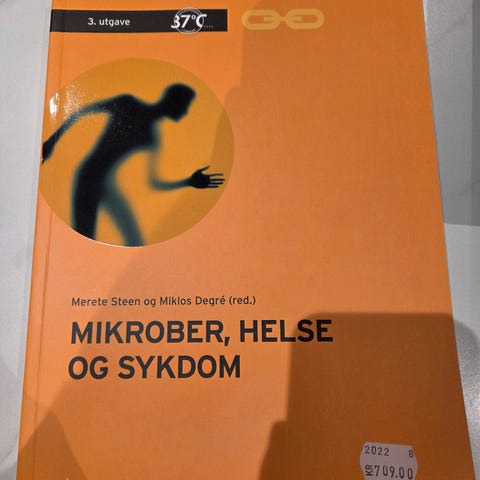 3. utgave
37°C
Merete Steen og Miklos Degré (red.)
MIKROBER, HELSE
OG SYKDOM
2022 8
KR 709.00